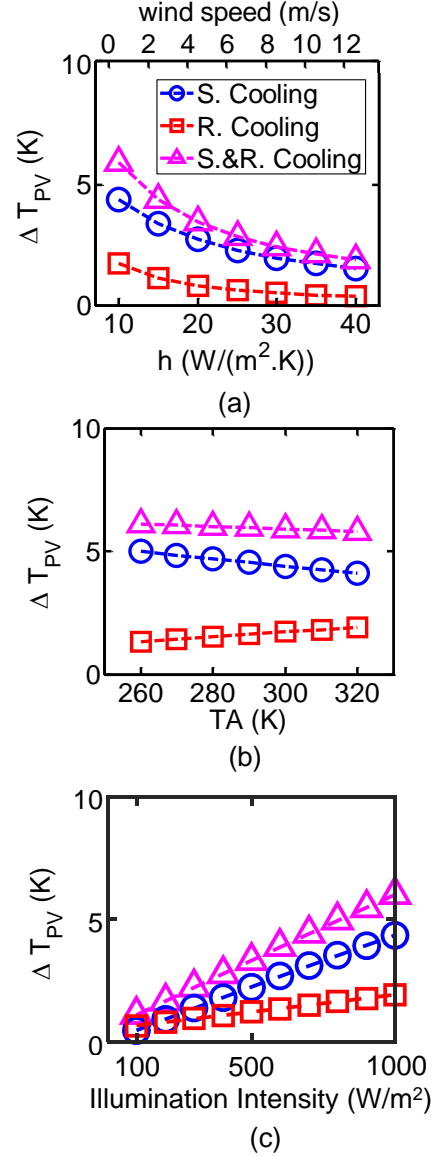 wind speed (m/s)
0 2 4 6 8 10 12
10
5
0
Δ T_PV (K)
S. Cooling
R. Cooling
S.&R. Cooling
10 20 30 40
h (W/(m².K))
(a)
10
5
0
Δ T_PV (K)
260 280 300 320
TA (K)
(b)
10
5
0
Δ T_PV (K)
100 500 1000
Illumination Intensity (W/m²)
(c)